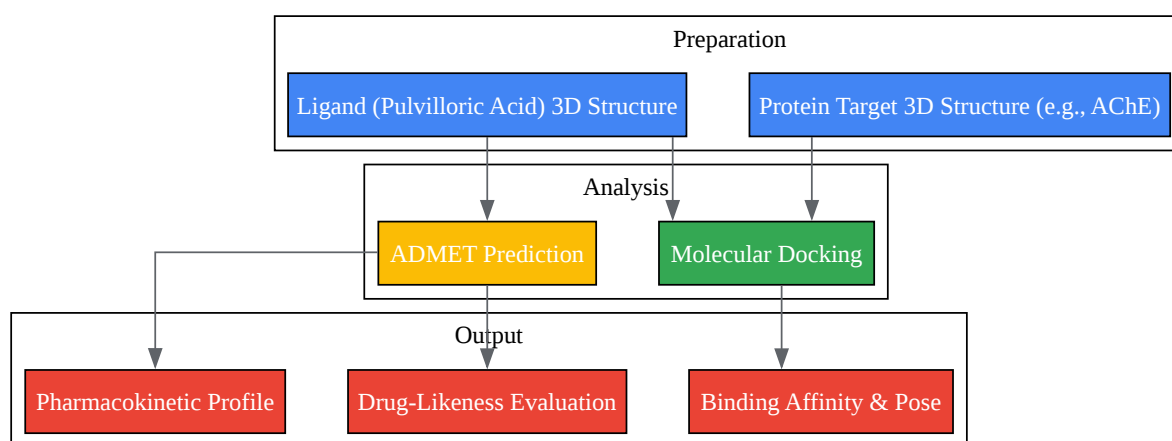 Preparation
Ligand (Pulvilloric Acid) 3D Structure
Protein Target 3D Structure (e.g., AChE)
Analysis
ADMET Prediction
Molecular Docking
Output
Pharmacokinetic Profile
Drug-Likeness Evaluation
Binding Affinity & Pose